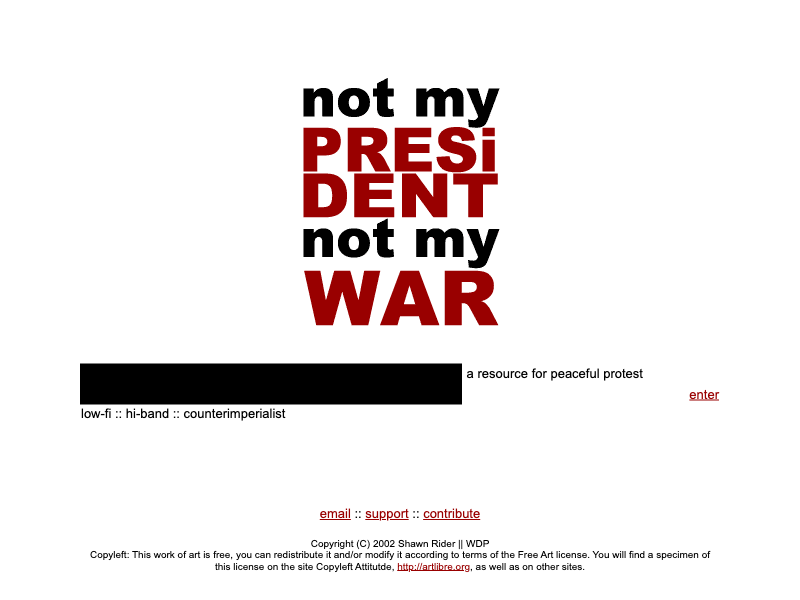 not my
PRESi
DENT
not my
WAR
a resource for peaceful protest
enter
low-fi :: hi-band :: counterimperialist
email :: support :: contribute
Copyright (C) 2002 Shawn Rider || WDP
Copyleft: This work of art is free, you can redistribute it and/or modify it according to terms of the Free Art license. You will find a specimen of
this license on the site Copyleft Attitutde, http://artlibre.org, as well as on other sites.